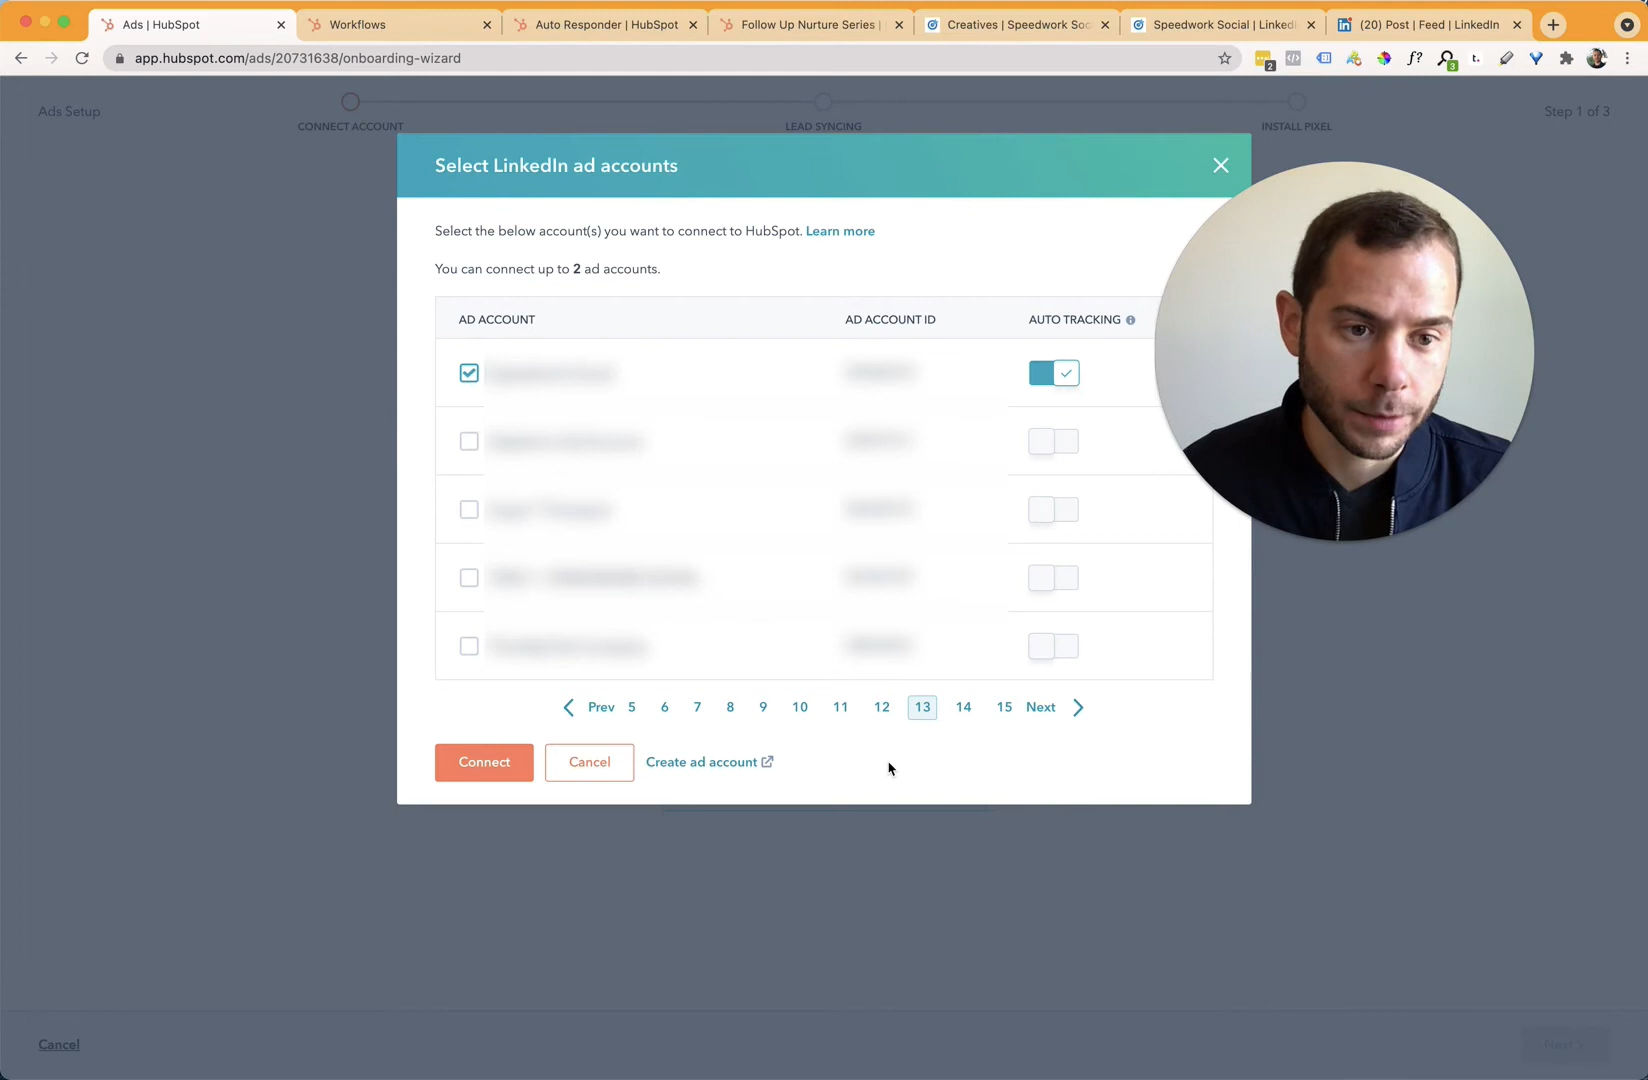 Ads | HubSpot
Workflows
Auto Responder | HubSpot
Follow Up Nurture Series |
Creatives | Speedwork Soc
Speedwork Social | LinkedI
(20) Post | Feed | LinkedIn
app.hubspot.com/ads/20731638/onboarding-wizard
2
f?
3
t.
Ads Setup
CONNECT ACCOUNT
LEAD SYNCING
INSTALL PIXEL
Step 1 of 3
Select LinkedIn ad accounts
Select the below account(s) you want to connect to HubSpot. Learn more
You can connect up to 2 ad accounts.
AD ACCOUNT
AD ACCOUNT ID
AUTO TRACKING
Prev 5 6 7 8 9 10 11 12 13 14 15 Next
Connect
Cancel
Create ad account
Cancel
Next